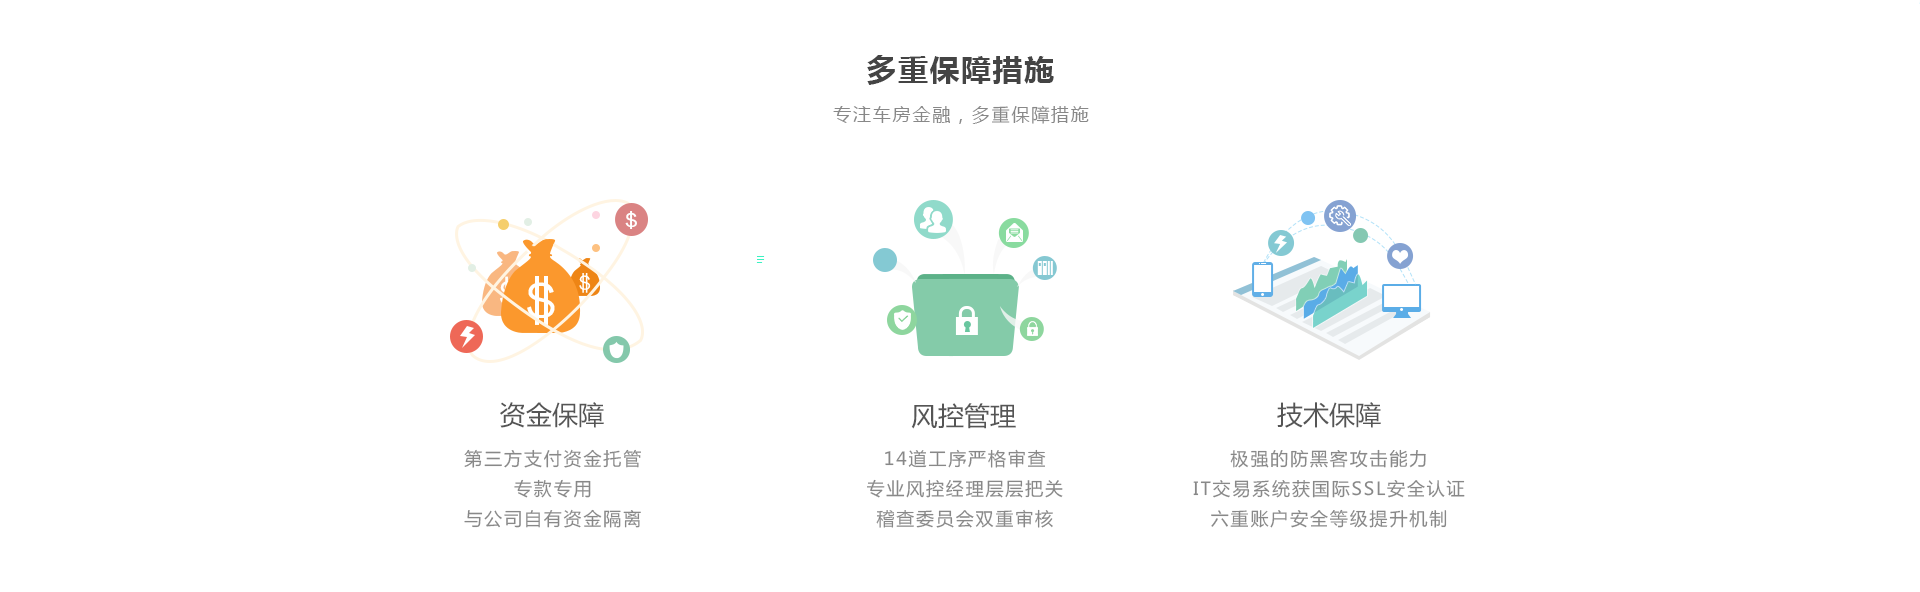 多重保障措施
专注车房金融，多重保障措施
资金保障
第三方支付资金托管
专款专用
与公司自有资金隔离
风控管理
14道工序严格审查
专业风控经理层层把关
稽查委员会双重审核
技术保障
极强的防黑客攻击能力
IT交易系统获国际SSL安全认证
六重账户安全等级提升机制